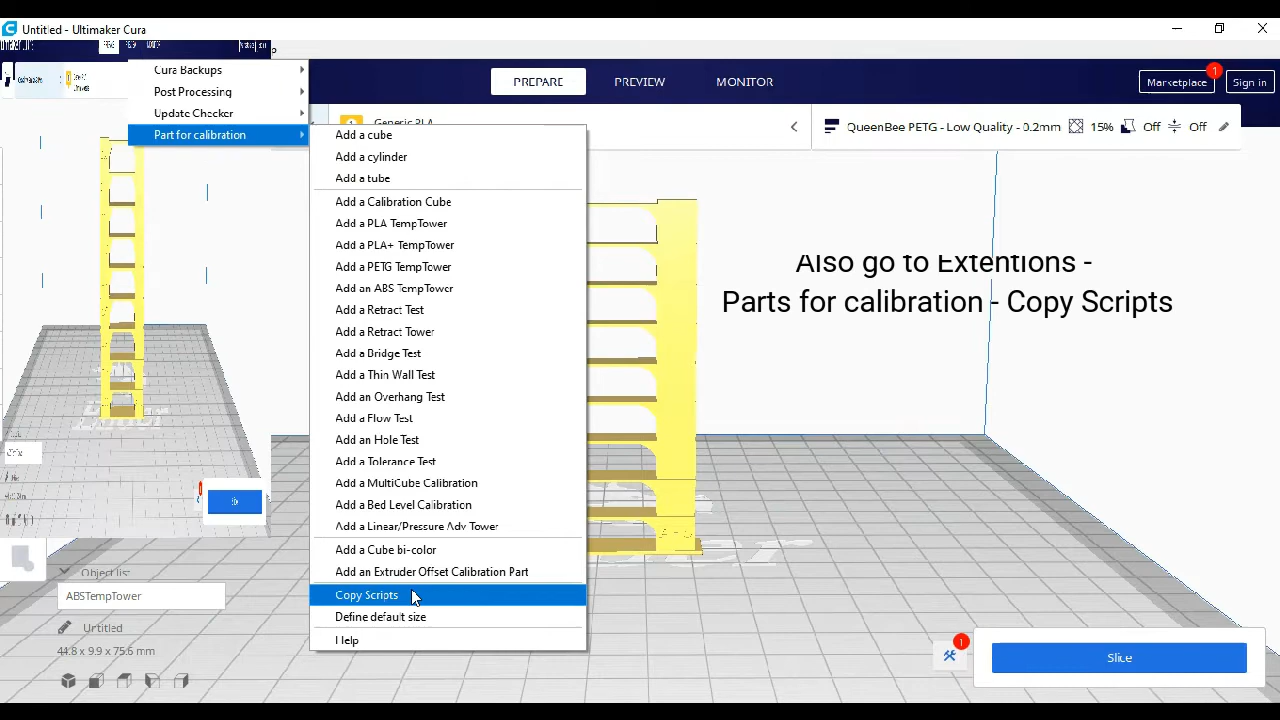 Untitled - Ultimaker Cura
PREPARE
PREVIEW
MONITOR
Marketplace
1
Sign in
Cura Backups
Post Processing
Update Checker
Part for calibration
Generic PLA
QueenBee PETG - Low Quality - 0.2mm
15%
Off
Off
Add a cube
Add a cylinder
Add a tube
Add a Calibration Cube
Add a PLA TempTower
Add a PLA+ TempTower
Add a PETG TempTower
Add an ABS TempTower
Add a Retract Test
Add a Retract Tower
Add a Bridge Test
Add a Thin Wall Test
Add an Overhang Test
Add a Flow Test
Add an Hole Test
Add a Tolerance Test
Add a MultiCube Calibration
Add a Bed Level Calibration
Add a Linear/Pressure Adv Tower
Add a Cube bi-color
Add an Extruder Offset Calibration Part
Copy Scripts
Define default size
Help
Also go to Extentions -
Parts for calibration - Copy Scripts
Object list
ABSTempTower
Untitled
44.8 x 9.9 x 75.6 mm
1
Slice